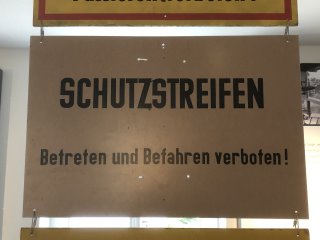 SCHUTZSTREIFEN
Betreten und Befahren verboten!